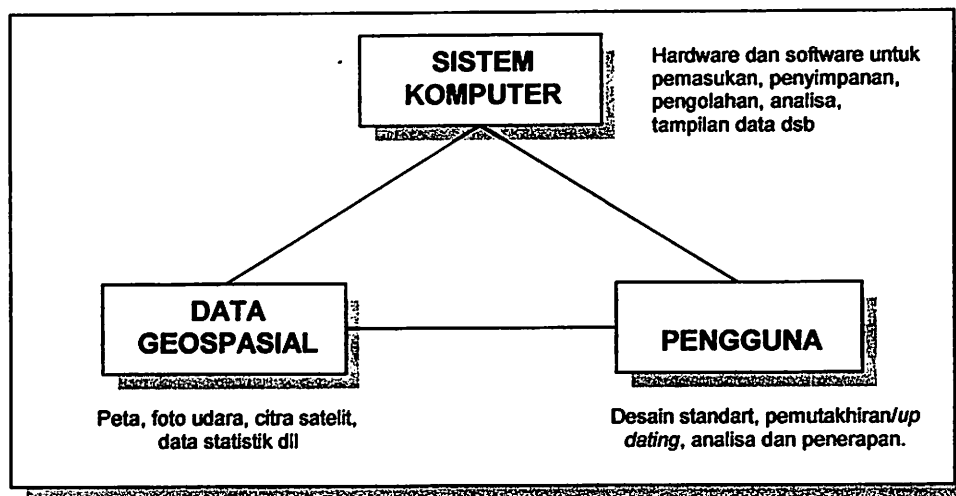 SISTEM
KOMPUTER
Hardware dan software untuk
pemasukan, penyimpanan,
pengolahan, analisa,
tampilan data dsb
DATA
GEOSPASIAL
PENGGUNA
Peta, foto udara, citra satelit,
data statistik dll
Desain standart, pemutakhiran/up
dating, analisa dan penerapan.